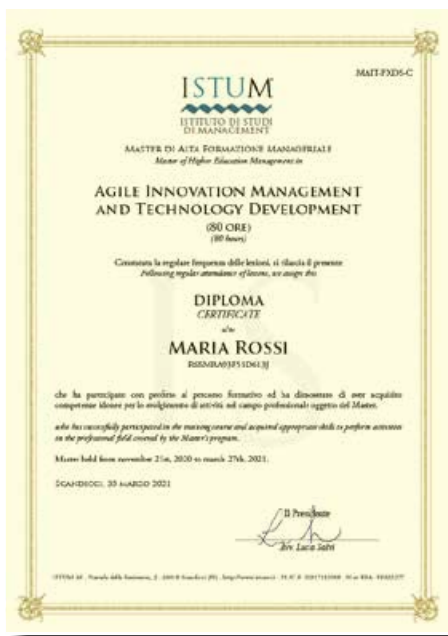 MAIT-FXDS-C
ISTUM
ISTITUTO DI STUDI
DI MANAGEMENT
MASTER DI ALTA FORMAZIONE MANAGERIALE
Master of Higher Education Management in
AGILE INNOVATION MANAGEMENT
AND TECHNOLOGY DEVELOPMENT
(80 ORE)
(80 hours)
Constatata la regolare frequenza delle lezioni, si rilascia il presente
Following regular attendance of lessons, we assign this
DIPLOMA
CERTIFICATE
a/to
MARIA ROSSI
che ha partecipato con profitto al percorso formativo ed ha dimostrato di aver acquisito
competenze idonee per lo svolgimento di attività nel campo professionale oggetto del Master.
who has successfully participated in the training course and acquired appropriate skills to perform activities
in the professional field covered by the Master's program.
Master held from november 21st, 2020 to march 27th, 2021.
SCANDICCI, 30 MARZO 2021
Il Presidente